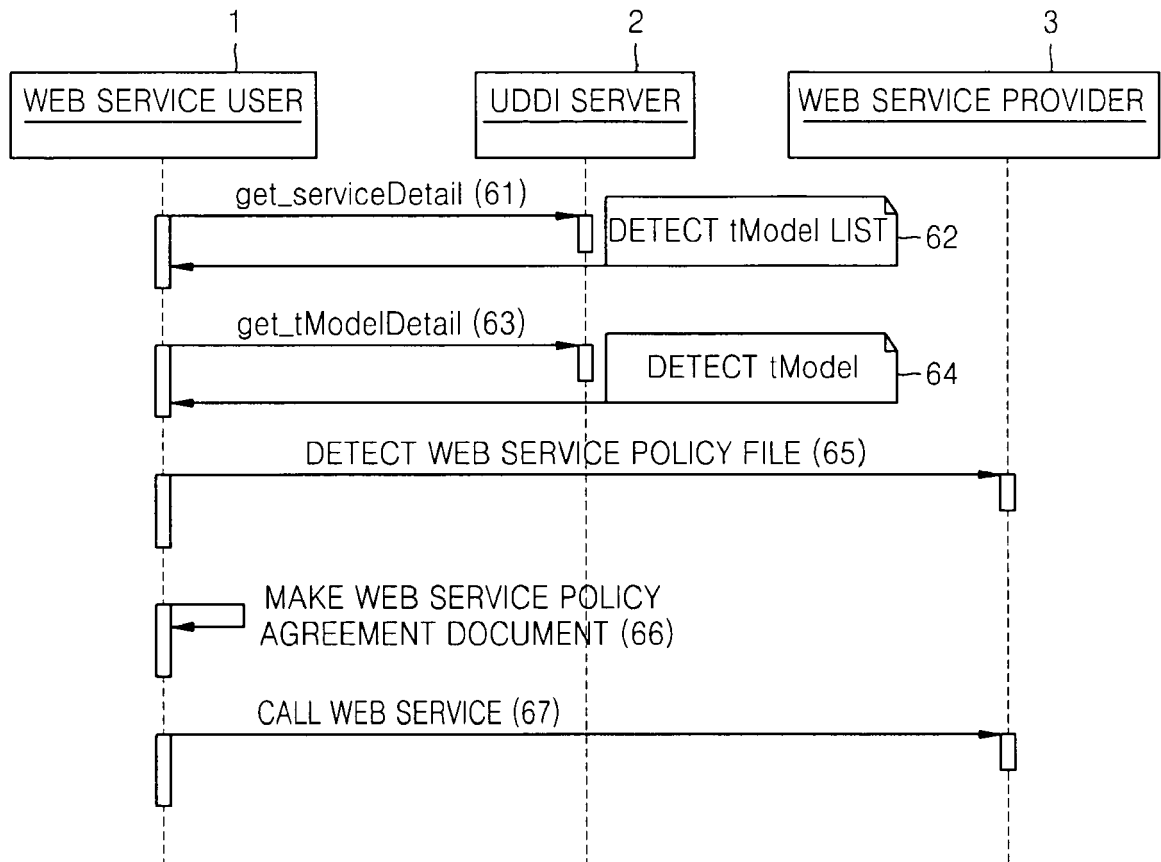 1
2
3
WEB SERVICE USER
UDDI SERVER
WEB SERVICE PROVIDER
get_serviceDetail (61)
DETECT tModel LIST
62
get_tModelDetail (63)
DETECT tModel
64
DETECT WEB SERVICE POLICY FILE (65)
MAKE WEB SERVICE POLICY
AGREEMENT DOCUMENT (66)
CALL WEB SERVICE (67)